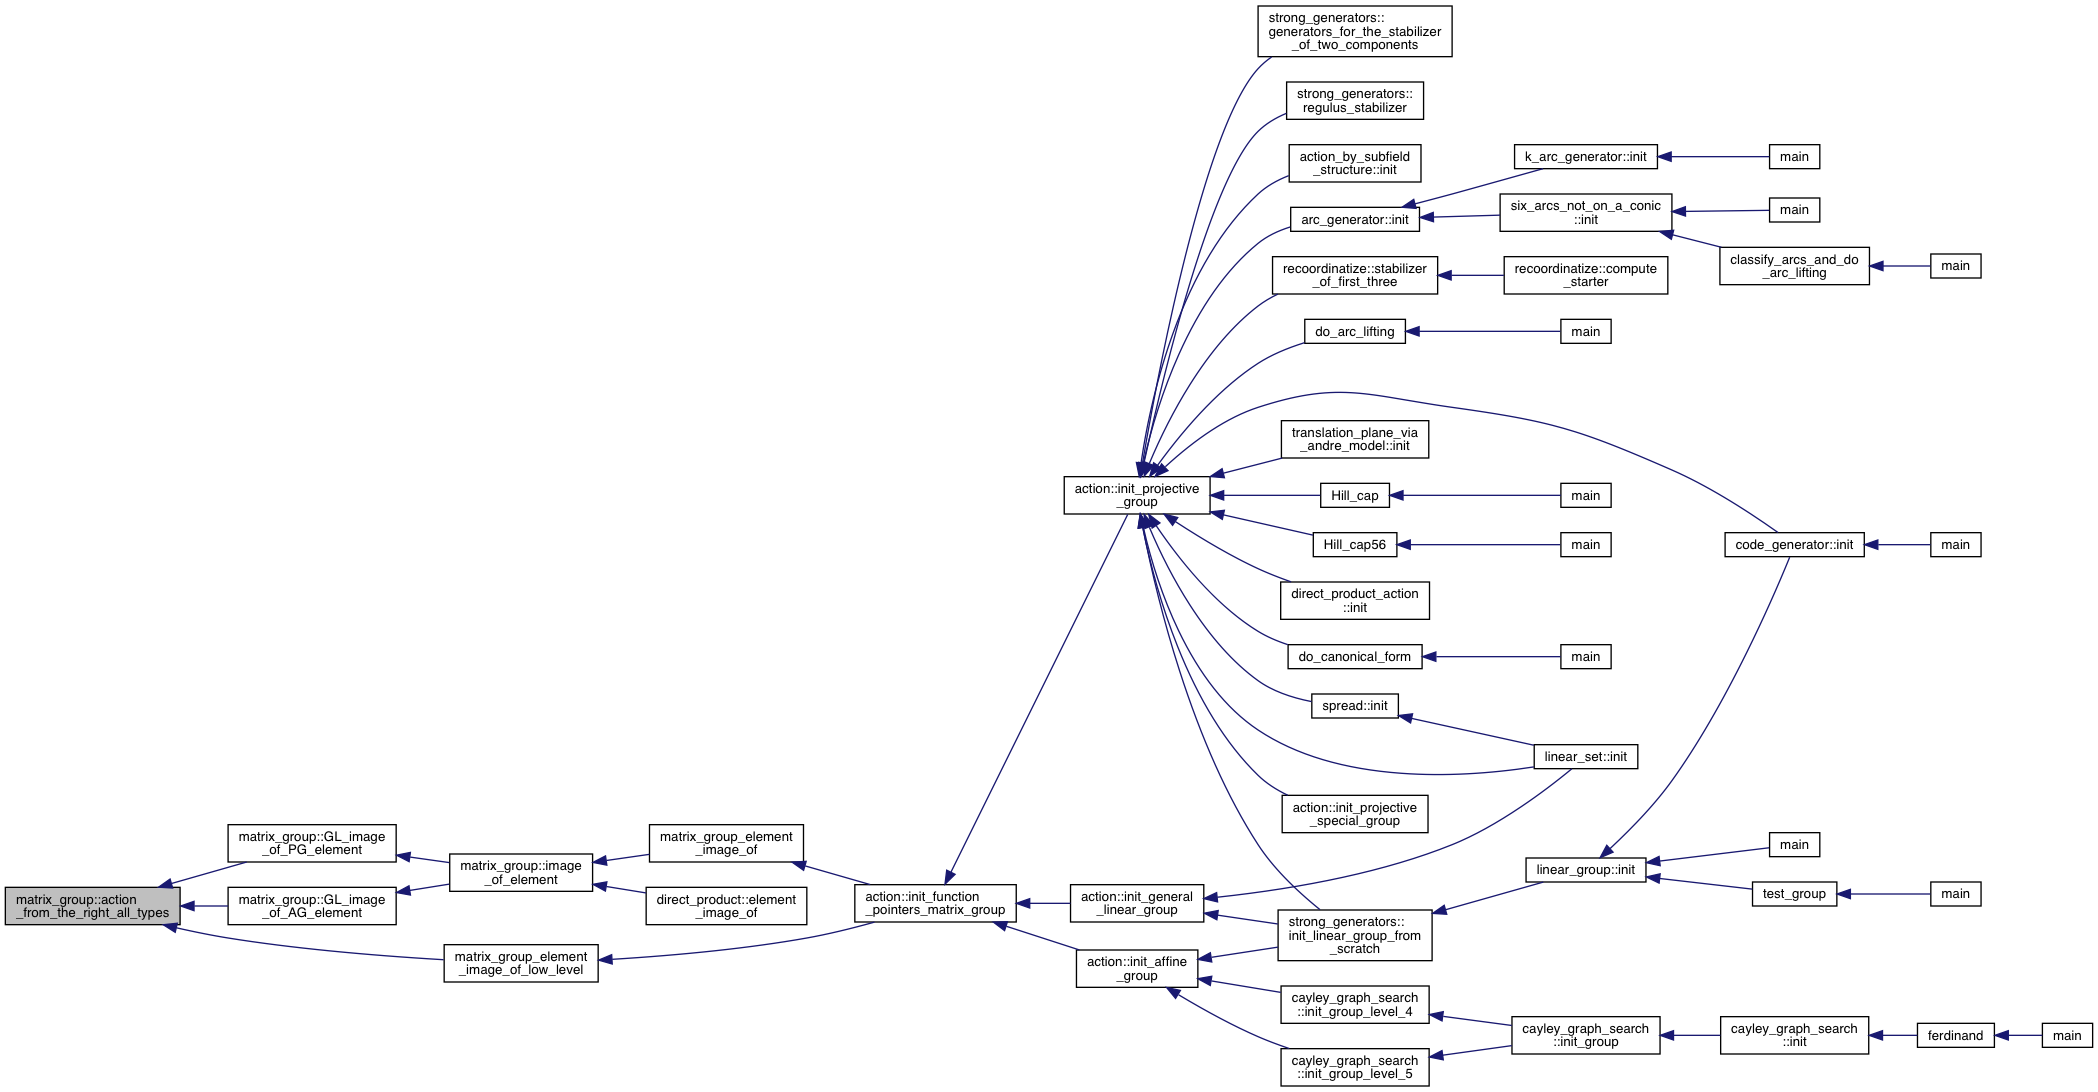 strong_generators::
generators_for_the_stabilizer
_of_two_components
strong_generators::
regulus_stabilizer
action_by_subfield
_structure::init
k_arc_generator::init
main
arc_generator::init
six_arcs_not_on_a_conic
::init
main
classify_arcs_and_do
_arc_lifting
main
recoordinatize::stabilizer
_of_first_three
recoordinatize::compute
_starter
do_arc_lifting
main
translation_plane_via
_andre_model::init
action::init_projective
_group
Hill_cap
main
Hill_cap56
main
code_generator::init
main
direct_product_action
::init
do_canonical_form
main
spread::init
linear_set::init
action::init_projective
_special_group
matrix_group::action
_from_the_right_all_types
matrix_group::GL_image
_of_PG_element
matrix_group::GL_image
_of_AG_element
matrix_group::image
_of_element
matrix_group_element
_image_of
direct_product::element
_image_of
matrix_group_element
_image_of_low_level
action::init_function
_pointers_matrix_group
action::init_general
_linear_group
action::init_affine
_group
strong_generators::
init_linear_group_from
_scratch
linear_group::init
main
test_group
main
cayley_graph_search
::init_group_level_4
cayley_graph_search
::init_group_level_5
cayley_graph_search
::init_group
cayley_graph_search
::init
ferdinand
main